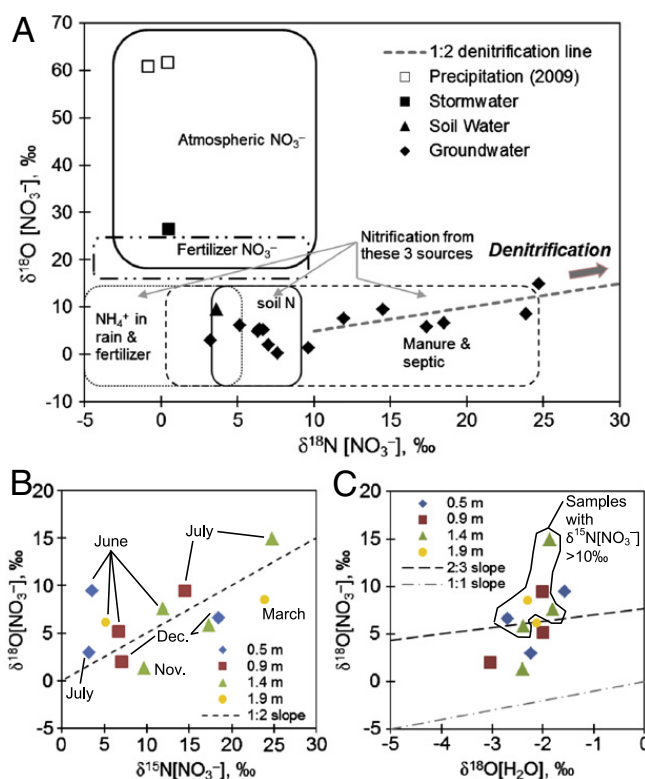 A
70
60
50
40
30
20
10
0
-10
-5
0
5
10
15
20
25
30
δ¹⁸O [NO₃⁻], ‰
δ¹⁸N [NO₃⁻], ‰
1:2 denitrification line
Precipitation (2009)
Stormwater
Soil Water
Groundwater
Atmospheric NO₃⁻
Fertilizer NO₃⁻
Nitrification from
these 3 sources
Denitrification
NH₄⁺ in
rain &
fertilizer
soil N
Manure &
septic
B
20
15
10
5
0
-5
0
5
10
15
20
25
30
δ¹⁸O[NO₃⁻], ‰
δ¹⁵N[NO₃⁻], ‰
June
July
July
Dec.
Nov.
March
0.5 m
0.9 m
1.4 m
1.9 m
1:2 slope
C
20
15
10
5
0
-5
-5
-4
-3
-2
-1
0
δ¹⁸O[NO₃⁻], ‰
δ¹⁸O[H₂O], ‰
0.5 m
0.9 m
1.4 m
1.9 m
2:3 slope
1:1 slope
Samples
with
δ¹⁵N[NO₃⁻]
>10‰